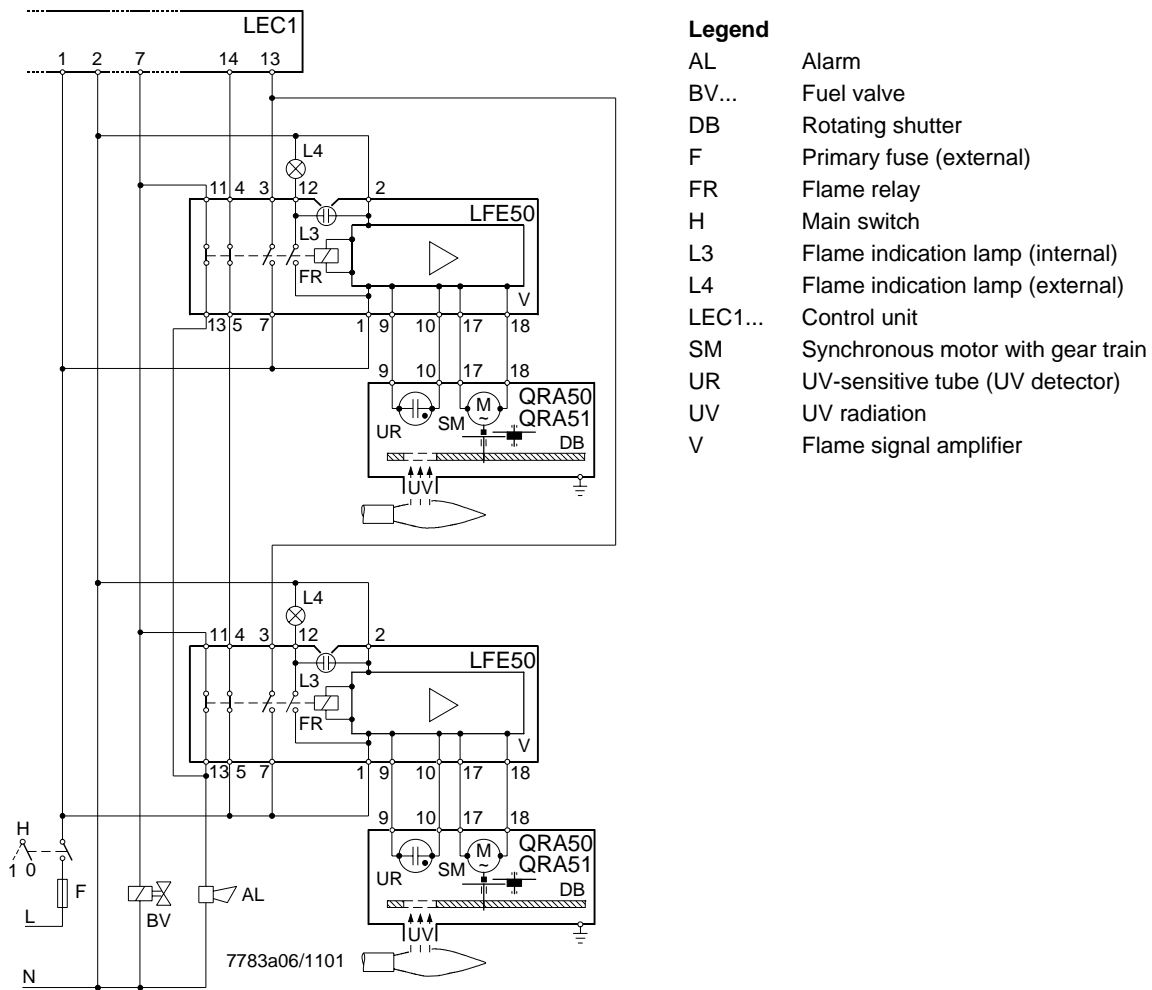 LEC1
1 2 7 14 13
L4
11 4 3 12 2
LFE50
L3
FR
V
13 5 7 1 9 10 17 18
9 10 17 18
M
~
QRA50
QRA51
UR SM
DB
UV
L4
11 4 3 12 2
LFE50
L3
FR
V
13 5 7 1 9 10 17 18
9 10 17 18
M
~
QRA50
QRA51
UR SM
DB
UV
H
1 0
F
L
BV
AL
7783a06/1101
N
Legend
AL Alarm
BV... Fuel valve
DB Rotating shutter
F Primary fuse (external)
FR Flame relay
H Main switch
L3 Flame indication lamp (internal)
L4 Flame indication lamp (external)
LEC1... Control unit
SM Synchronous motor with gear train
UR UV-sensitive tube (UV detector)
UV UV radiation
V Flame signal amplifier